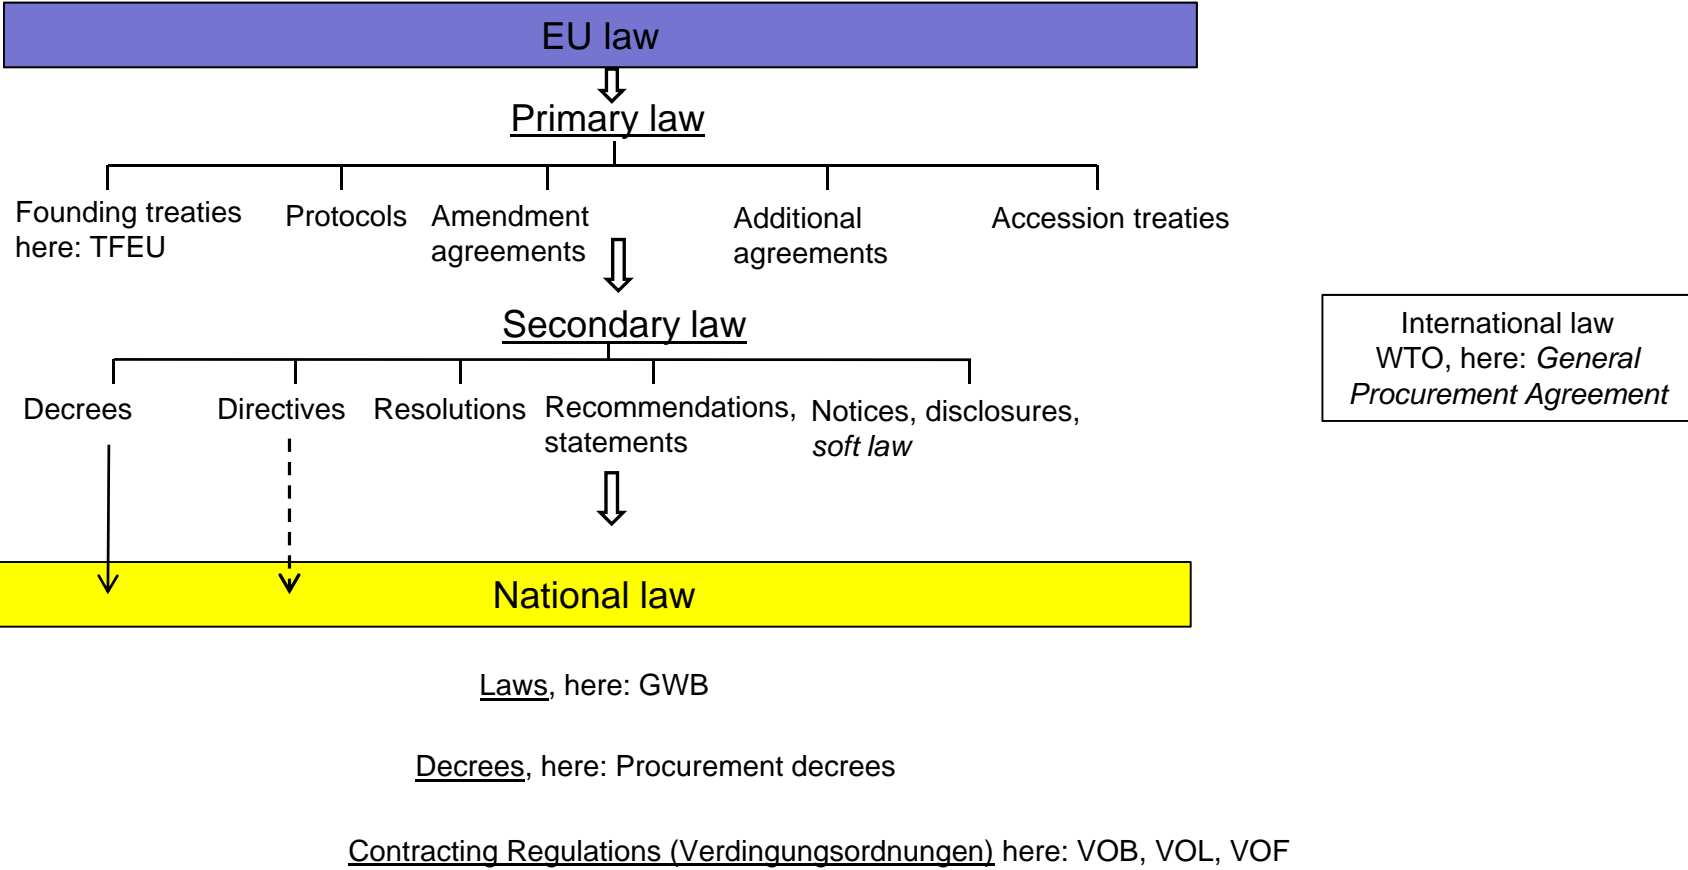 EU law
Primary law
Founding treaties
here: TFEU
Protocols
Amendment
agreements
Additional
agreements
Accession treaties
Secondary law
International law
WTO, here: General
Procurement Agreement
Decrees
Directives
Resolutions
Recommendations,
statements
Notices, disclosures,
soft law
National law
Laws, here: GWB
Decrees, here: Procurement decrees
Contracting Regulations (Verdingungsordnungen) here: VOB, VOL, VOF